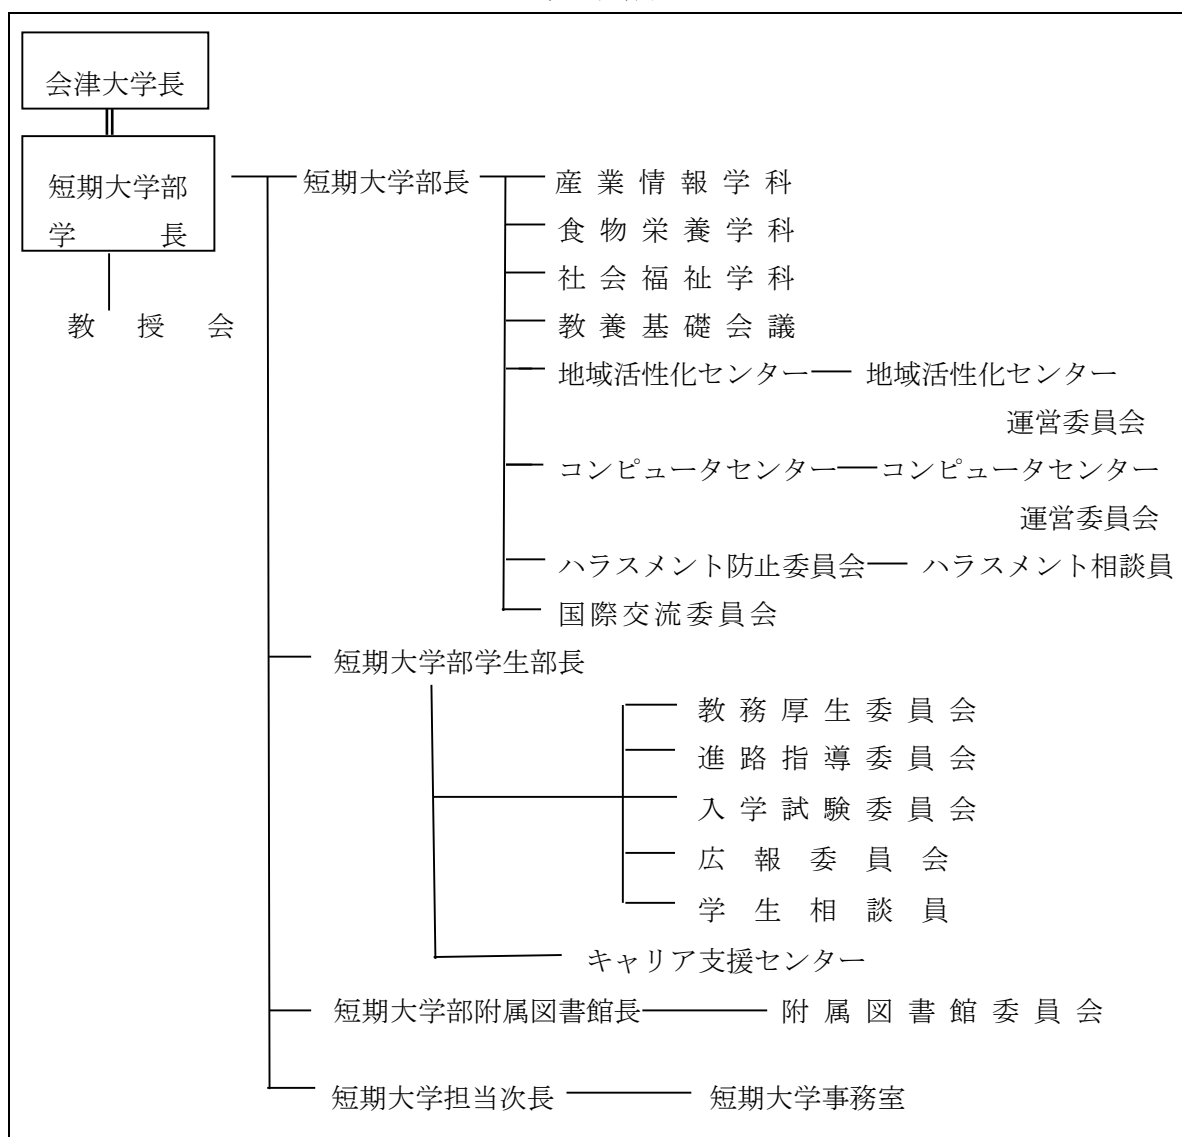 会津大学長
短期大学部
学長
教授会
短期大学部長
産業情報学科
食物栄養学科
社会福祉学科
教養基礎会議
地域活性化センター 地域活性化センター
運営委員会
コンピュータセンター コンピュータセンター
運営委員会
ハラスメント防止委員会 ハラスメント相談員
国際交流委員会
短期大学部学生部長
教務厚生委員会
進路指導委員会
入学試験委員会
広報委員会
学生相談員
キャリア支援センター
短期大学部附属図書館長 附属図書館委員会
短期大学担当次長 短期大学事務室